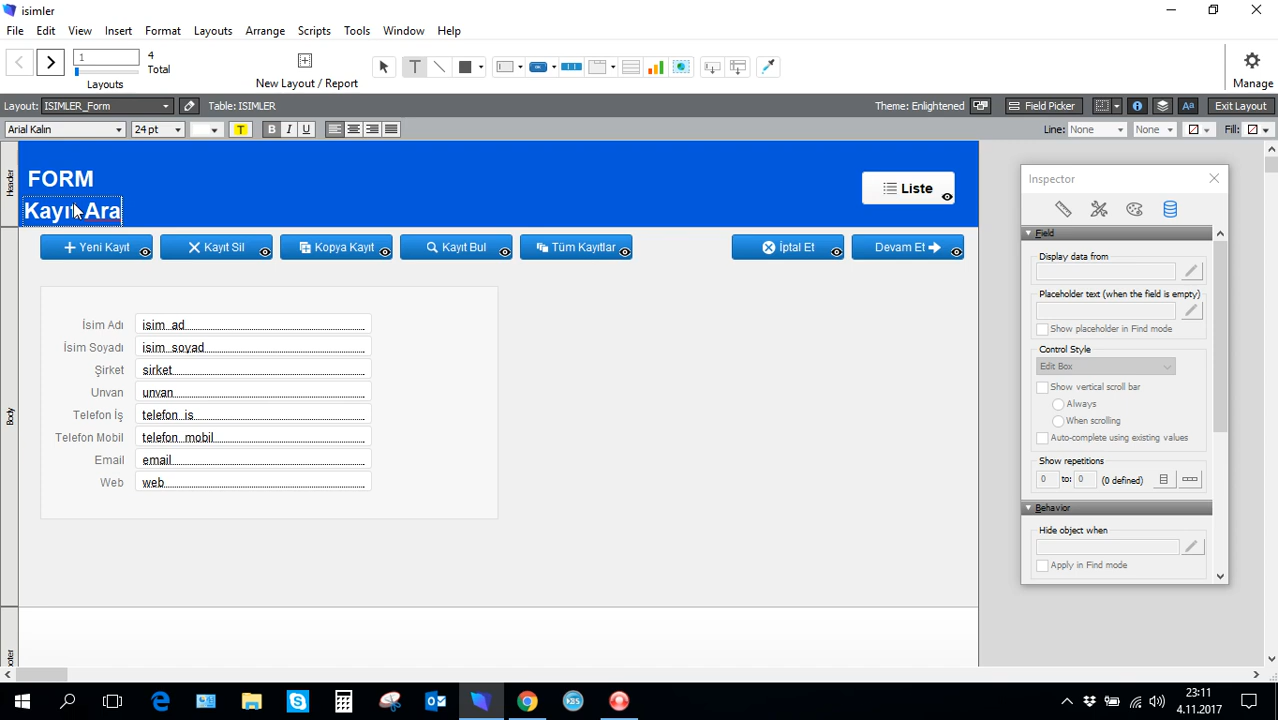 isimler
File Edit View Insert Format Layouts Arrange Scripts Tools Window Help
1
4
Total
Layouts
New Layout / Report
Manage
Layout: ISIMLER_Form Table: ISIMLER Theme: Enlightened Field Picker Aa Exit Layout
Arial Kalın 24 pt T B I U Line: None None Fill:
Header
FORM
Liste
Kayıt Ara
Yeni Kayıt Kayıt Sil Kopya Kayıt Kayıt Bul Tüm Kayıtlar İptal Et Devam Et
Body
İsim Adı isim_ad
İsim Soyadı isim_soyad
Şirket sirket
Unvan unvan
Telefon İş telefon_is
Telefon Mobil telefon_mobil
Email email
Web web
Inspector
Field
Display data from
Placeholder text (when the field is empty)
Show placeholder in Find mode
Control Style
Edit Box
Show vertical scroll bar
Always
When scrolling
Auto-complete using existing values
Show repetitions
0 to: 0 (0 defined)
Behavior
Hide object when
Apply in Find mode
23:11
4.11.2017